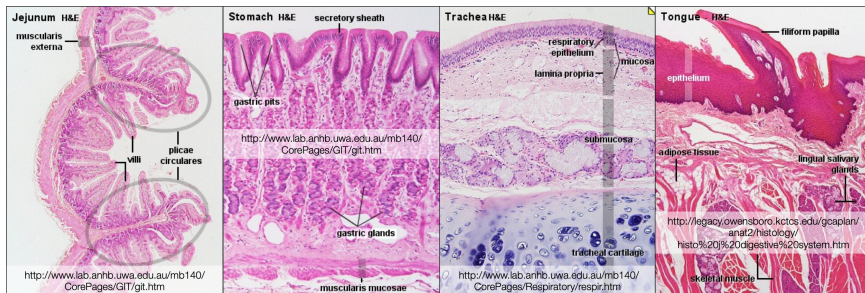 Jejunum H&E
muscularis
externa
villi
plicae
circulares
http://www.lab.anhb.uwa.edu.au/mb140/
CorePages/GIT/git.htm
Stomach H&E
secretory sheath
gastric pits
http://www.lab.anhb.uwa.edu.au/mb140/
CorePages/GIT/git.htm
gastric glands
muscularis mucosae
Trachea H&E
respiratory
epithelium
mucosa
lamina propria
submucosa
tracheal cartilage
http://www.lab.anhb.uwa.edu.au/mb140/
CorePages/Respiratory/respir.htm
Tongue - H&E
filiform papilla
epithelium
adipose tissue
lingual salivary
glands
http://legacy.owensboro.kctcs.edu/gcaplan/
anat2/histology/
histo%20j%20digestive%20system.htm
skeletal muscle